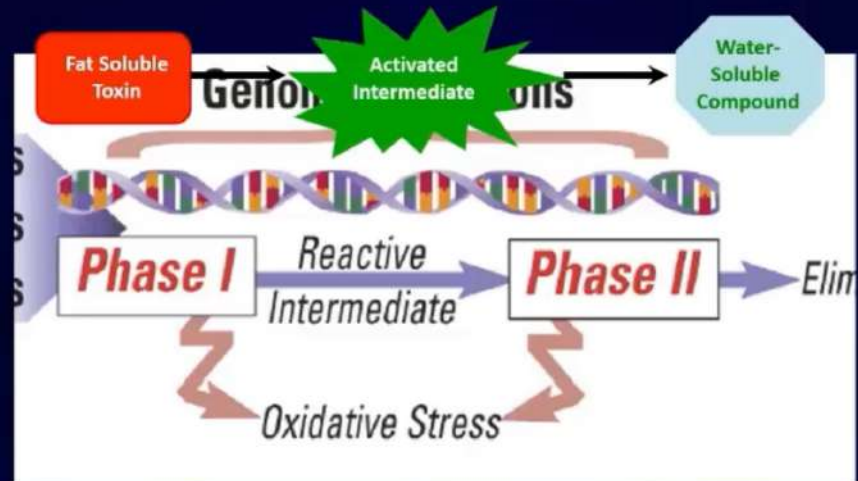 Fat Soluble
Toxin
Activated
Intermediate
Water-
Soluble
Compound
Phase I
Reactive
Intermediate
Phase II
Oxidative Stress